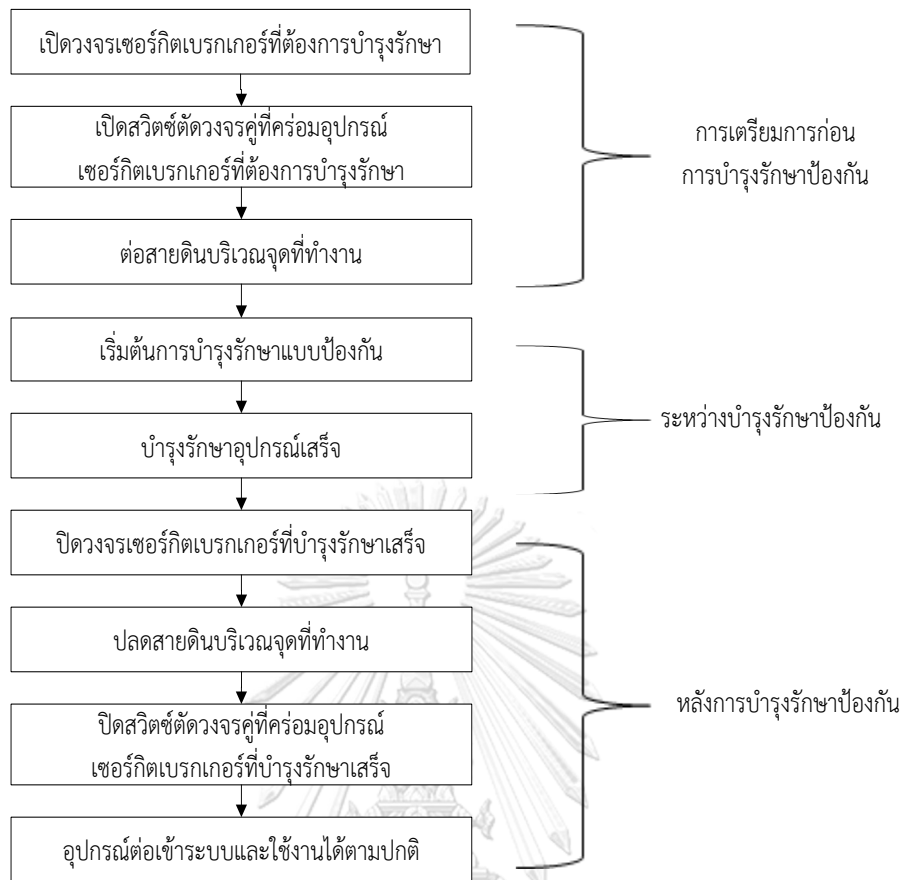 เปิดวงจรเซอร์กิตเบรกเกอร์ที่ต้องการบำรุงรักษา
เปิดสวิตซ์ตัดวงจรคู่ที่คร่อมอุปกรณ์
เซอร์กิตเบรกเกอร์ที่ต้องการบำรุงรักษา
ต่อสายดินบริเวณจุดที่ทำงาน
การเตรียมการก่อน
การบำรุงรักษาป้องกัน
เริ่มต้นการบำรุงรักษาแบบป้องกัน
บำรุงรักษาอุปกรณ์เสร็จ
ระหว่างบำรุงรักษาป้องกัน
ปิดวงจรเซอร์กิตเบรกเกอร์ที่บำรุงรักษาเสร็จ
ปลดสายดินบริเวณจุดที่ทำงาน
ปิดสวิตซ์ตัดวงจรคู่ที่คร่อมอุปกรณ์
เซอร์กิตเบรกเกอร์ที่บำรุงรักษาเสร็จ
อุปกรณ์ต่อเข้าระบบและใช้งานได้ตามปกติ
หลังการบำรุงรักษาป้องกัน